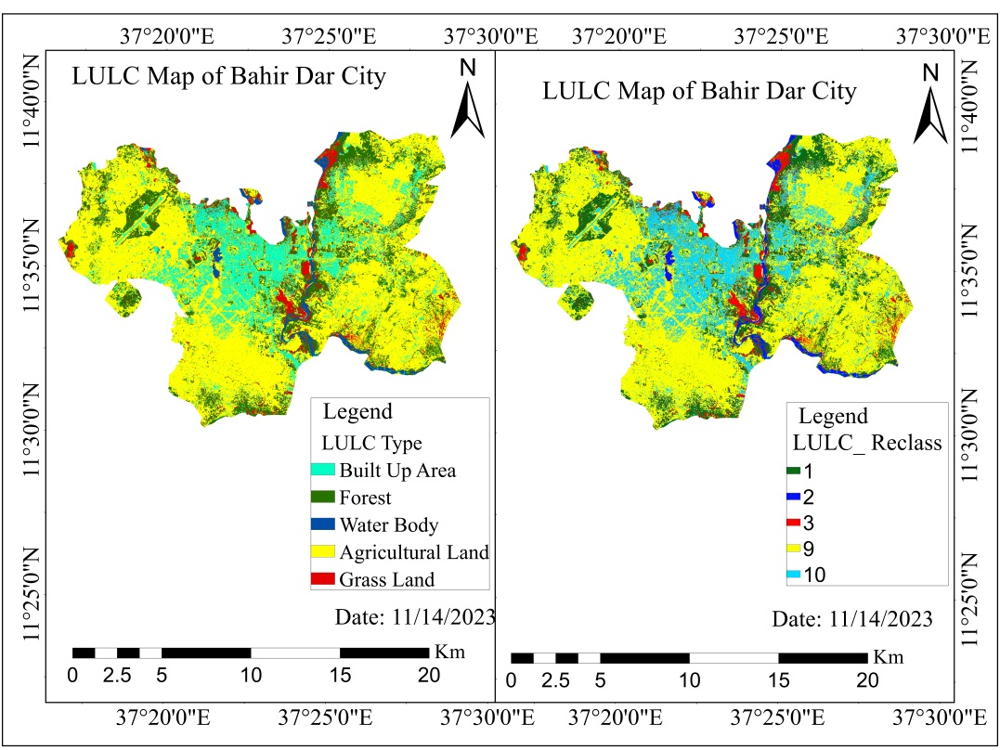 37°20'0"E 37°25'0"E 37°30'0"E 37°20'0"E 37°25'0"E 37°30'0"E
LULC Map of Bahir Dar City
N
LULC Map of Bahir Dar City
N
11°40'0"N
11°35'0"N
11°30'0"N
11°25'0"N
11°40'0"N
11°35'0"N
11°30'0"N
11°25'0"N
Legend
LULC Type
Built Up Area
Forest
Water Body
Agricultural Land
Grass Land
Date: 11/14/2023
Km
0 2.5 5 10 15 20
Legend
LULC_ Reclass
1
2
3
9
10
Date: 11/14/2023
Km
0 2.5 5 10 15 20
37°20'0"E 37°25'0"E 37°30'0"E 37°20'0"E 37°25'0"E 37°30'0"E